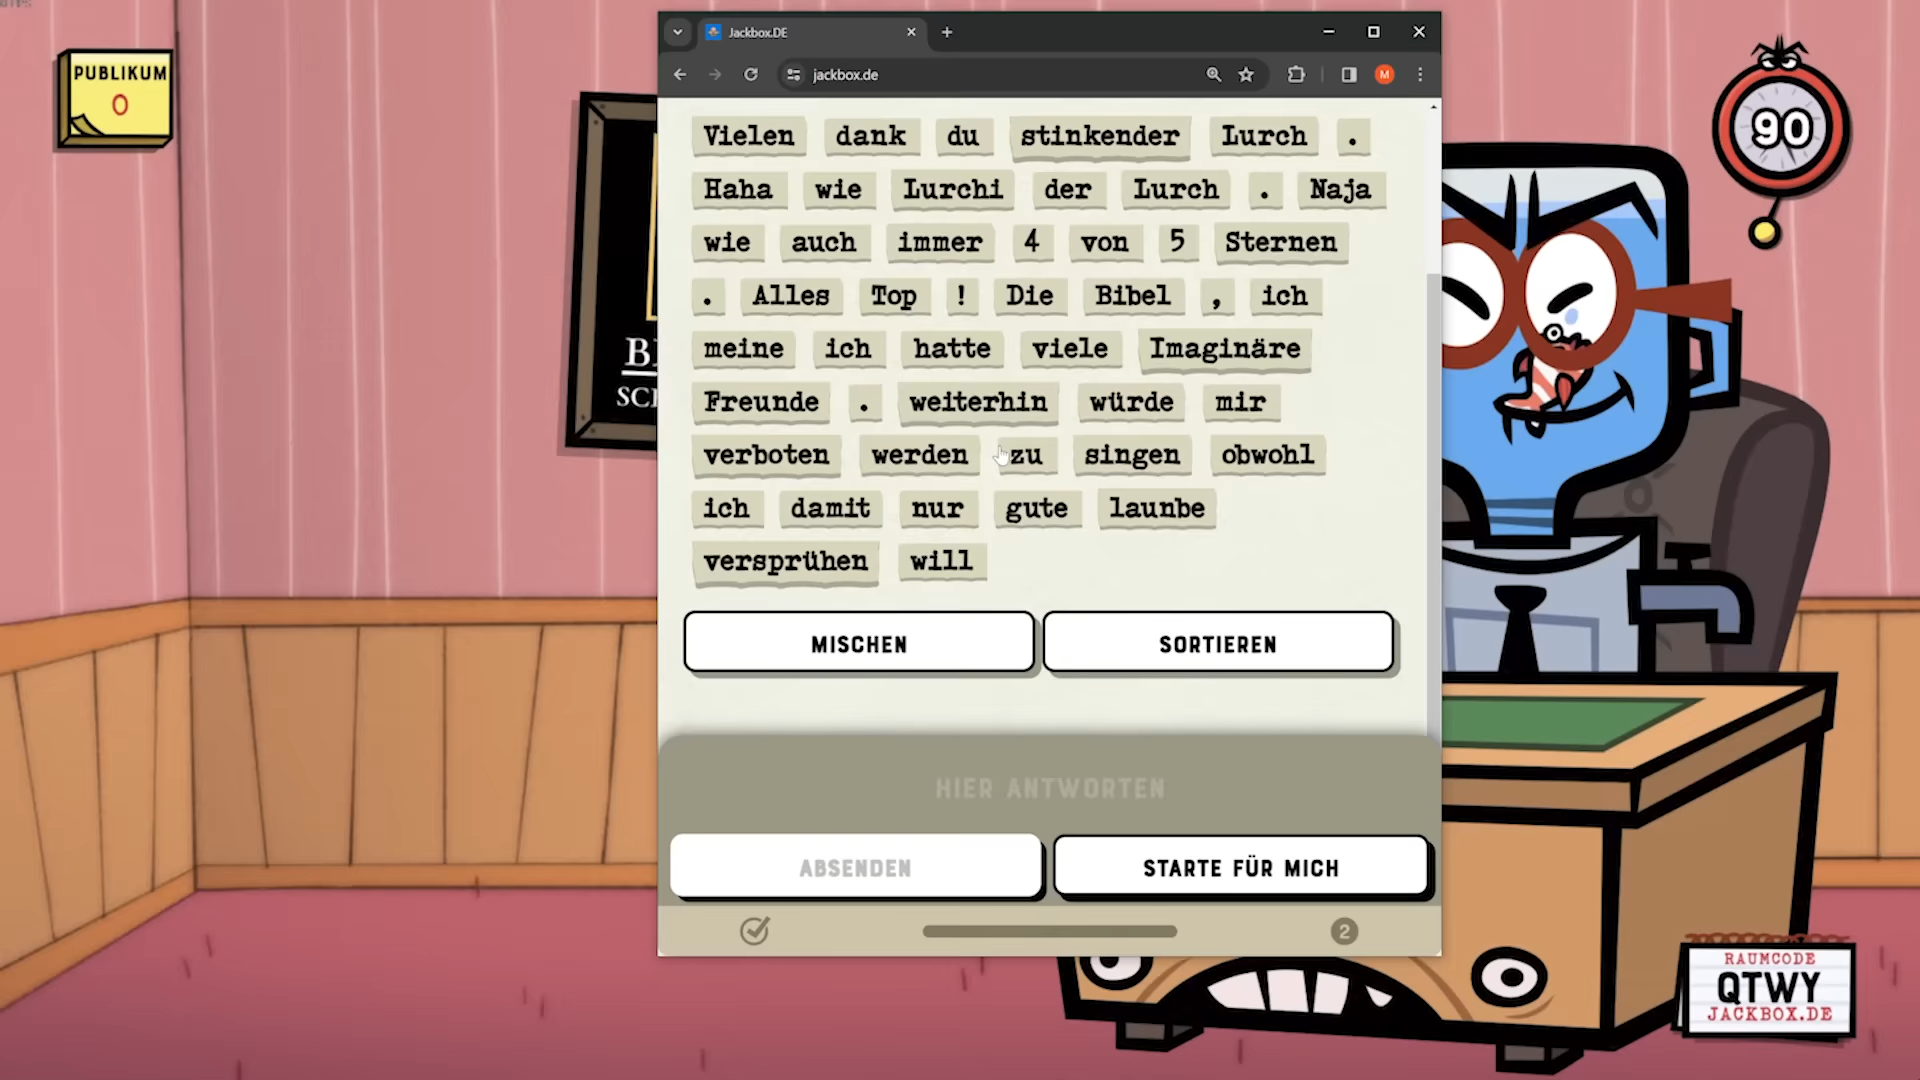 PUBLIKUM
0
Jackbox.DE
jackbox.de
M
90
Vielen dank du stinkender Lurch .
Haha wie Lurchi der Lurch . Naja
wie auch immer 4 von 5 Sternen
. Alles Top ! Die Bibel , ich
meine ich hatte viele Imaginäre
Freunde . weiterhin würde mir
verboten werden zu singen obwohl
ich damit nur gute launbe
versprühen will
MISCHEN
SORTIEREN
HIER ANTWORTEN
ABSENDEN
STARTE FÜR MICH
2
RAUMCODE
QTWY
JACKBOX.DE